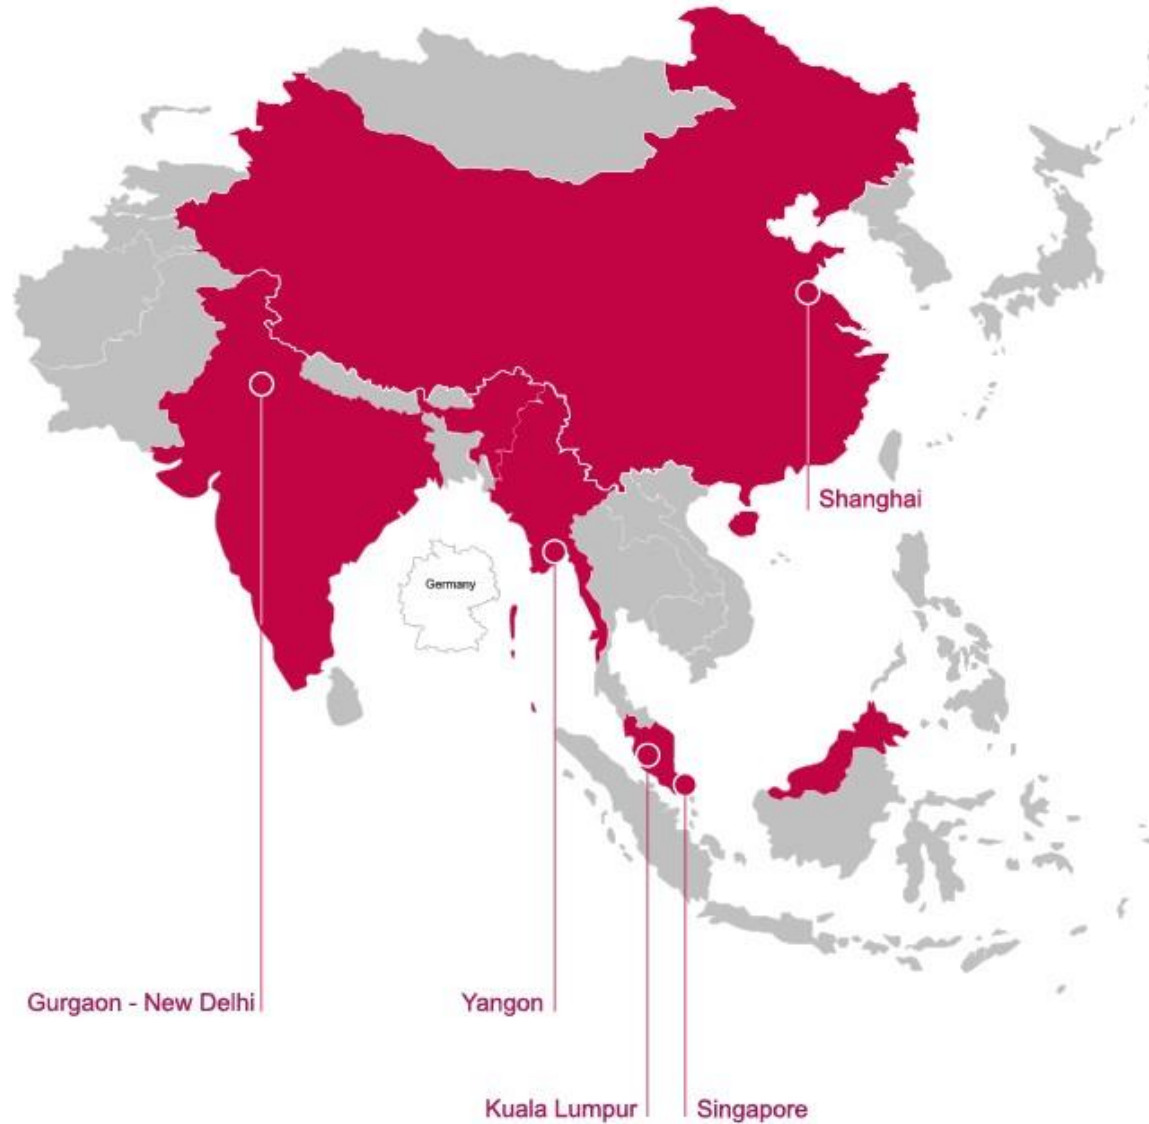 Shanghai
Germany
Gurgaon - New Delhi
Yangon
Kuala Lumpur
Singapore